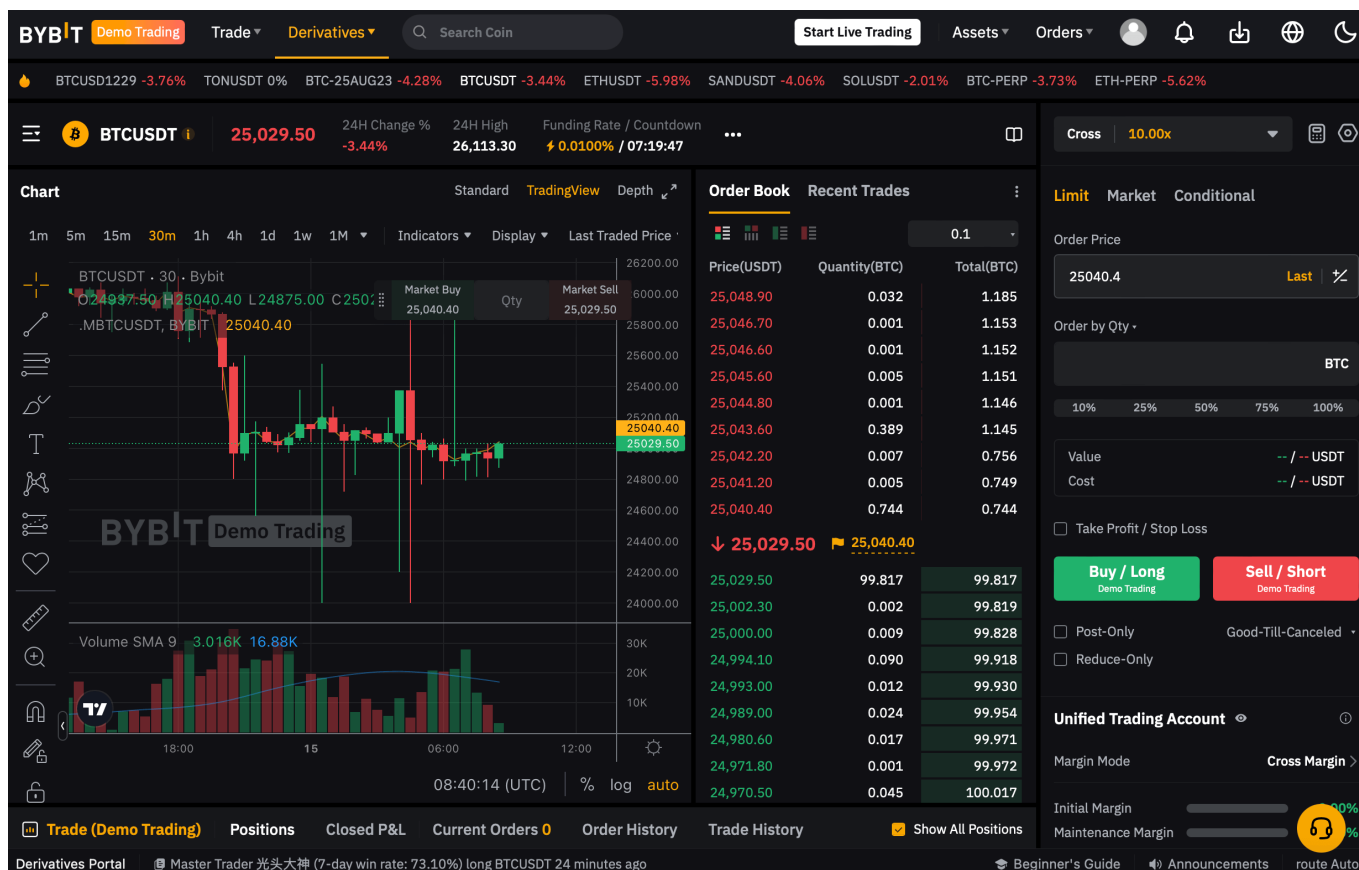 BYBIT Demo Trading Trade Derivatives Search Coin Start Live Trading Assets Orders
BTCUSD1229 -3.76% TONUSDT 0% BTC-25AUG23 -4.28% BTCUSDT -3.44% ETHUSDT -5.98% SANDUSDT -4.06% SOLUSDT -2.01% BTC-PERP -3.73% ETH-PERP -5.62%
BTCUSDT 25,029.50
24H Change %
-3.44%
24H High
26,113.30
Funding Rate / Countdown
0.0100% / 07:19:47
Chart
Standard TradingView Depth
1m 5m 15m 30m 1h 4h 1d 1w 1M Indicators Display Last Traded Price
BTCUSDT · 30 · Bybit
O24997.50 H25040.40 L24875.00 C2502
.MBTCUSDT, BYBIT 25040.40
Market Buy
25,040.40
Qty
Market Sell
25,029.50
26200.00
6000.00
25800.00
25600.00
25400.00
25200.00
25040.40
25029.50
24800.00
24600.00
24400.00
24200.00
24000.00
BYBIT Demo Trading
Volume SMA 9 3.016K 16.88K
30K
20K
10K
18:00 15 06:00 12:00
08:40:14 (UTC) % log auto
Order Book Recent Trades
0.1
Price(USDT) Quantity(BTC) Total(BTC)
25,048.90 0.032 1.185
25,046.70 0.001 1.153
25,046.60 0.001 1.152
25,045.60 0.005 1.151
25,044.80 0.001 1.146
25,043.60 0.389 1.145
25,042.20 0.007 0.756
25,041.20 0.005 0.749
25,040.40 0.744 0.744
25,029.50 25,040.40
25,029.50 99.817 99.817
25,002.30 0.002 99.819
25,000.00 0.009 99.828
24,994.10 0.090 99.918
24,993.00 0.012 99.930
24,989.00 0.024 99.954
24,980.60 0.017 99.971
24,971.80 0.001 99.972
24,970.50 0.045 100.017
Cross 10.00x
Limit Market Conditional
Order Price
25040.4 Last
Order by Qty
BTC
10% 25% 50% 75% 100%
Value -- / -- USDT
Cost -- / -- USDT
Take Profit / Stop Loss
Buy / Long
Demo Trading
Sell / Short
Demo Trading
Post-Only Good-Till-Canceled
Reduce-Only
Unified Trading Account
Margin Mode Cross Margin
Initial Margin
Maintenance Margin
Trade (Demo Trading) Positions Closed P&L Current Orders 0 Order History Trade History Show All Positions
Derivatives Portal Master Trader 光头大神 (7-day win rate: 73.10%) long BTCUSDT 24 minutes ago Beginner's Guide Announcements route Auto